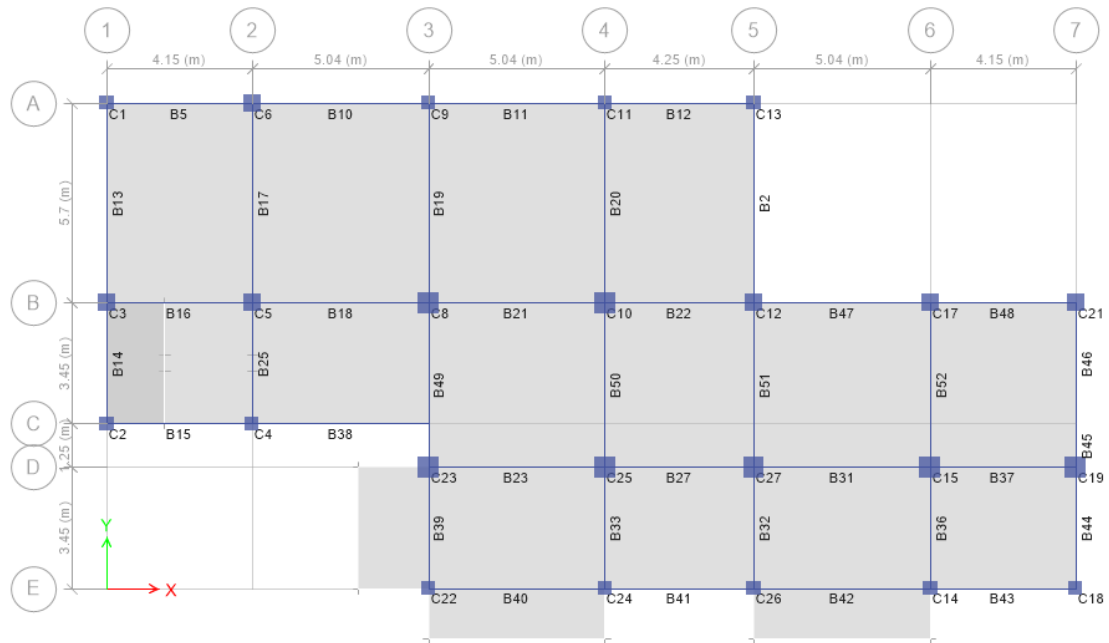 1 2 3 4 5 6 7
4.15 (m) 5.04 (m) 5.04 (m) 4.25 (m) 5.04 (m) 4.15 (m)
A
C1 B5 C6 B10 C9 B11 C11 B12 C13
5.7 (m) B13 B17 B19 B20 B2
B
C3 B16 C5 B18 C8 B21 C10 B22 C12 B47 C17 B48 C21
3.45 (m) B14 B25 B49 B50 B51 B52 B46
C
C2 B15 C4 B38
1.25 (m) B45
D
C23 B23 C25 B27 C27 B31 C15 B37 C19
3.45 (m) B39 B33 B32 B36 B44
Y
E X
C22 B40 C24 B41 C26 B42 C14 B43 C18